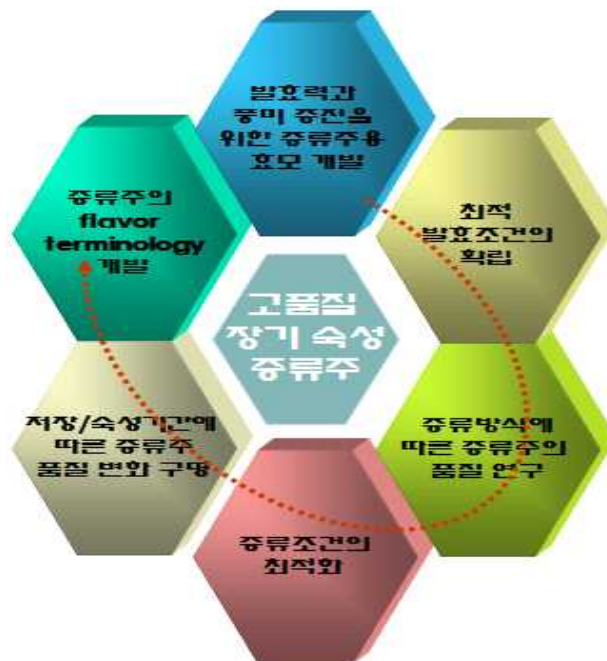 발효력과
풍미 증진을
위한 증류주용
효모 개발
최적
발효조건의
확립
증류방식에
따른 증류주의
품질 연구
증류조건의
최적화
저장/숙성기간에
따른 증류주
품질 변화 구명
증류주의
flavor
terminology
개발
고품질
장기 숙성
증류주